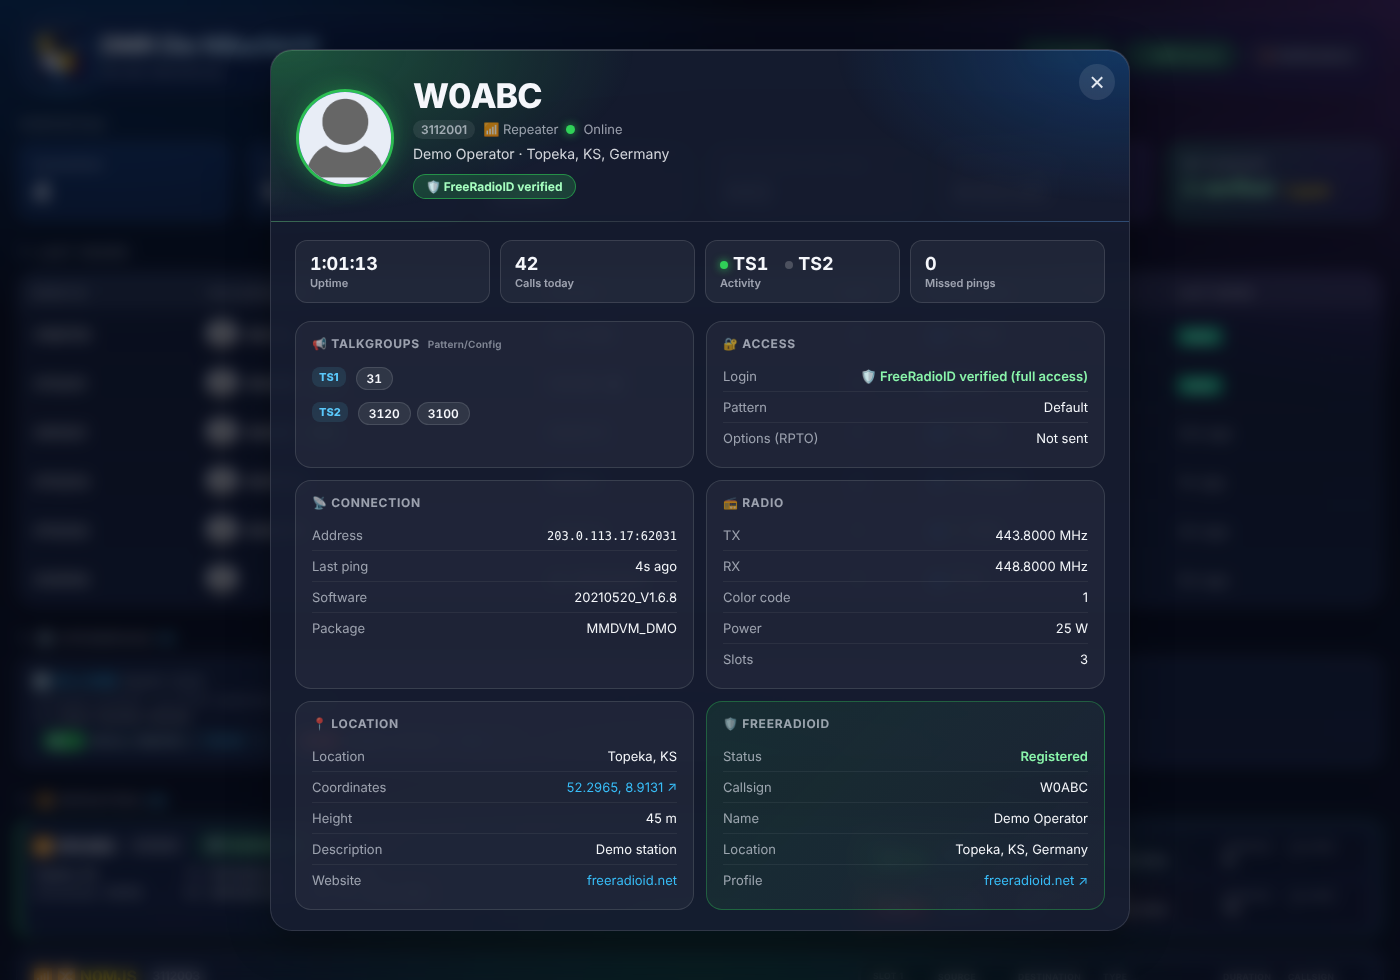 W0ABC
3112001 Repeater Online
Demo Operator · Topeka, KS, Germany
FreeRadioID verified
1:01:13
Uptime
42
Calls today
TS1 TS2
Activity
0
Missed pings
TALKGROUPS Pattern/Config
TS1 31
TS2 3120 3100
ACCESS
Login FreeRadioID verified (full access)
Pattern Default
Options (RPTO) Not sent
CONNECTION
Address 203.0.113.17:62031
Last ping 4s ago
Software 20210520_V1.6.8
Package MMDVM_DMO
RADIO
TX 443.8000 MHz
RX 448.8000 MHz
Color code 1
Power 25 W
Slots 3
LOCATION
Location Topeka, KS
Coordinates 52.2965, 8.9131 ↗
Height 45 m
Description Demo station
Website freeradioid.net
FREERADIOID
Status Registered
Callsign W0ABC
Name Demo Operator
Location Topeka, KS, Germany
Profile freeradioid.net ↗